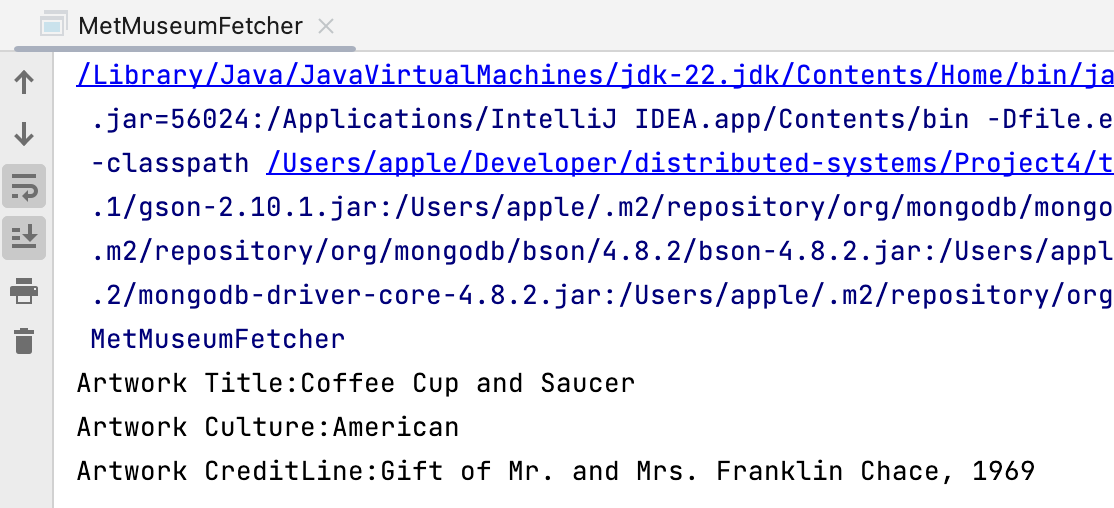 MetMuseumFetcher
/Library/Java/JavaVirtualMachines/jdk-22.jdk/Contents/Home/bin/ja
.jar=56024:/Applications/IntelliJ IDEA.app/Contents/bin -Dfile.e
-classpath /Users/apple/Developer/distributed-systems/Project4/t
.1/gson-2.10.1.jar:/Users/apple/.m2/repository/org/mongodb/mongo
.m2/repository/org/mongodb/bson/4.8.2/bson-4.8.2.jar:/Users/appl
.2/mongodb-driver-core-4.8.2.jar:/Users/apple/.m2/repository/org
MetMuseumFetcher
Artwork Title:Coffee Cup and Saucer
Artwork Culture:American
Artwork CreditLine:Gift of Mr. and Mrs. Franklin Chace, 1969